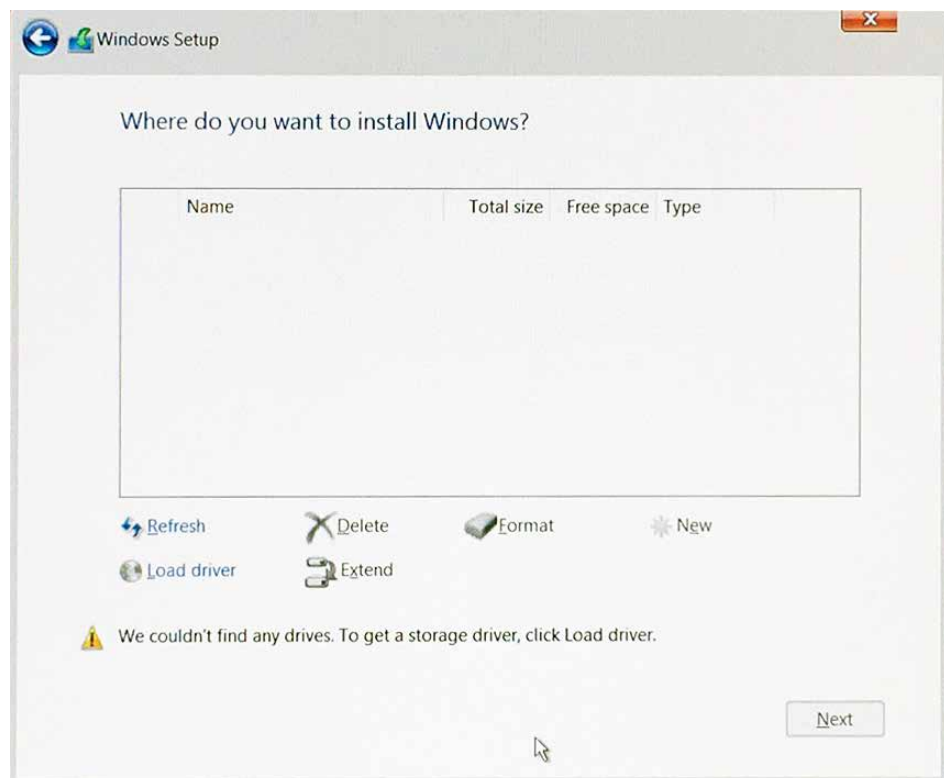 Windows Setup
Where do you want to install Windows?
Name Total size Free space Type
Refresh Delete Format New
Load driver Extend
We couldn't find any drives. To get a storage driver, click Load driver.
Next